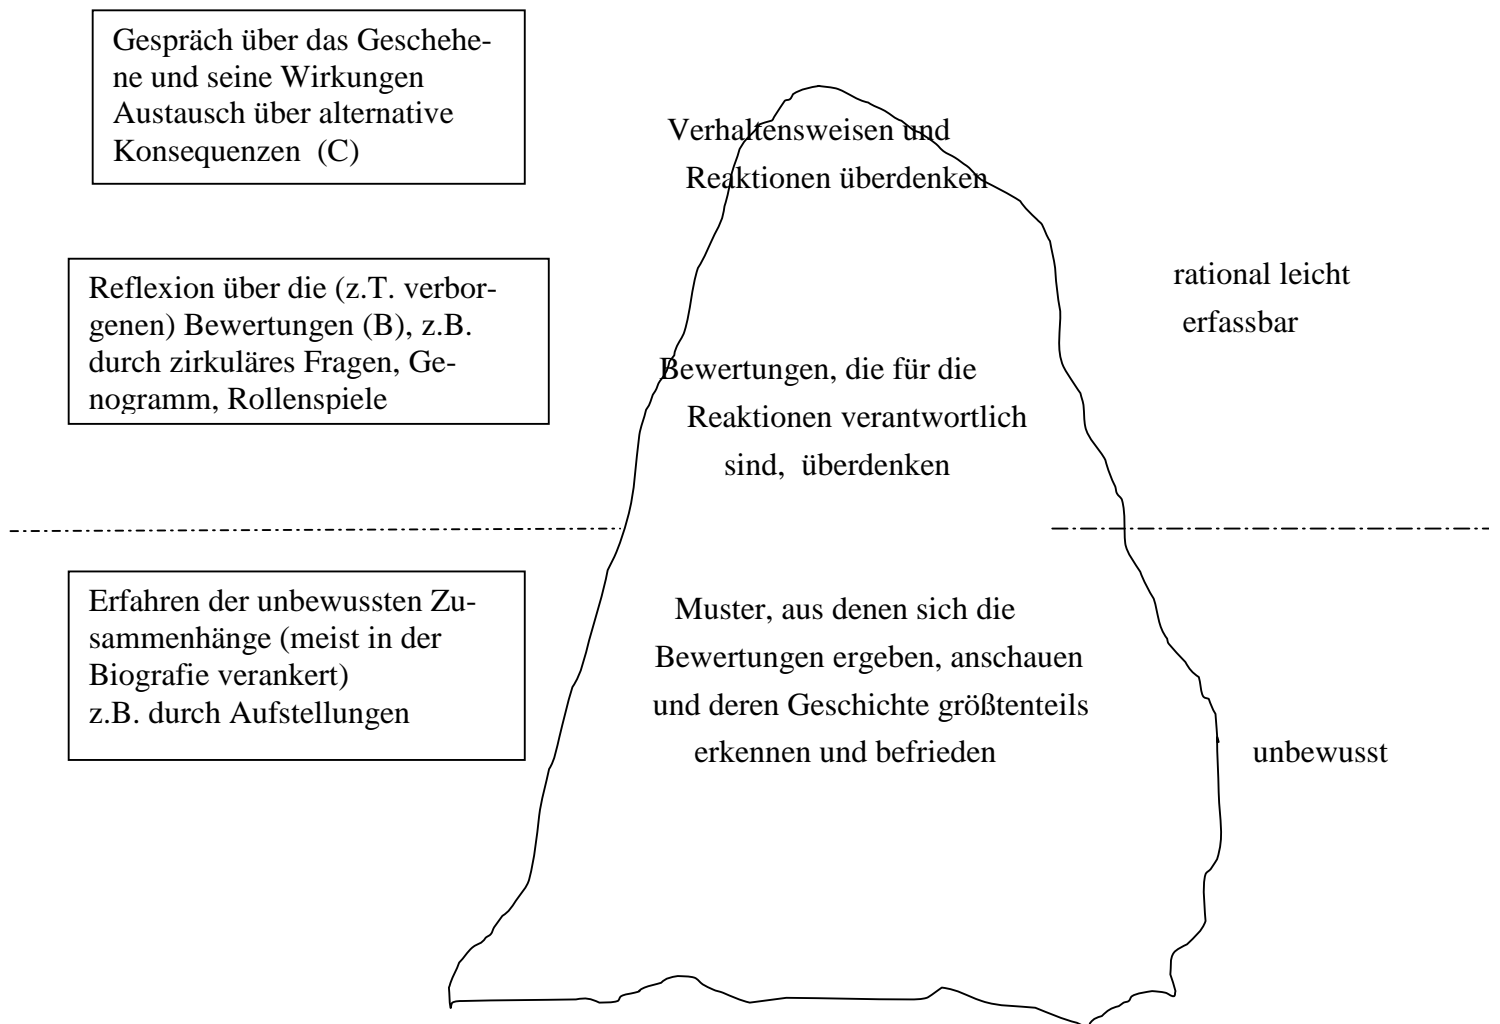 Gespräch über das Geschehe-
ne und seine Wirkungen
Austausch über alternative
Konsequenzen (C)
Verhaltensweisen und
Reaktionen überdenken
Reflexion über die (z.T. verbor-
genen) Bewertungen (B), z.B.
durch zirkuläres Fragen, Ge-
nogramm, Rollenspiele
Bewertungen, die für die
Reaktionen verantwortlich
sind, überdenken
rational leicht
erfassbar
Erfahren der unbewussten Zu-
sammenhänge (meist in der
Biografie verankert)
z.B. durch Aufstellungen
Muster, aus denen sich die
Bewertungen ergeben, anschauen
und deren Geschichte größtenteils
erkennen und befrieden
unbewusst